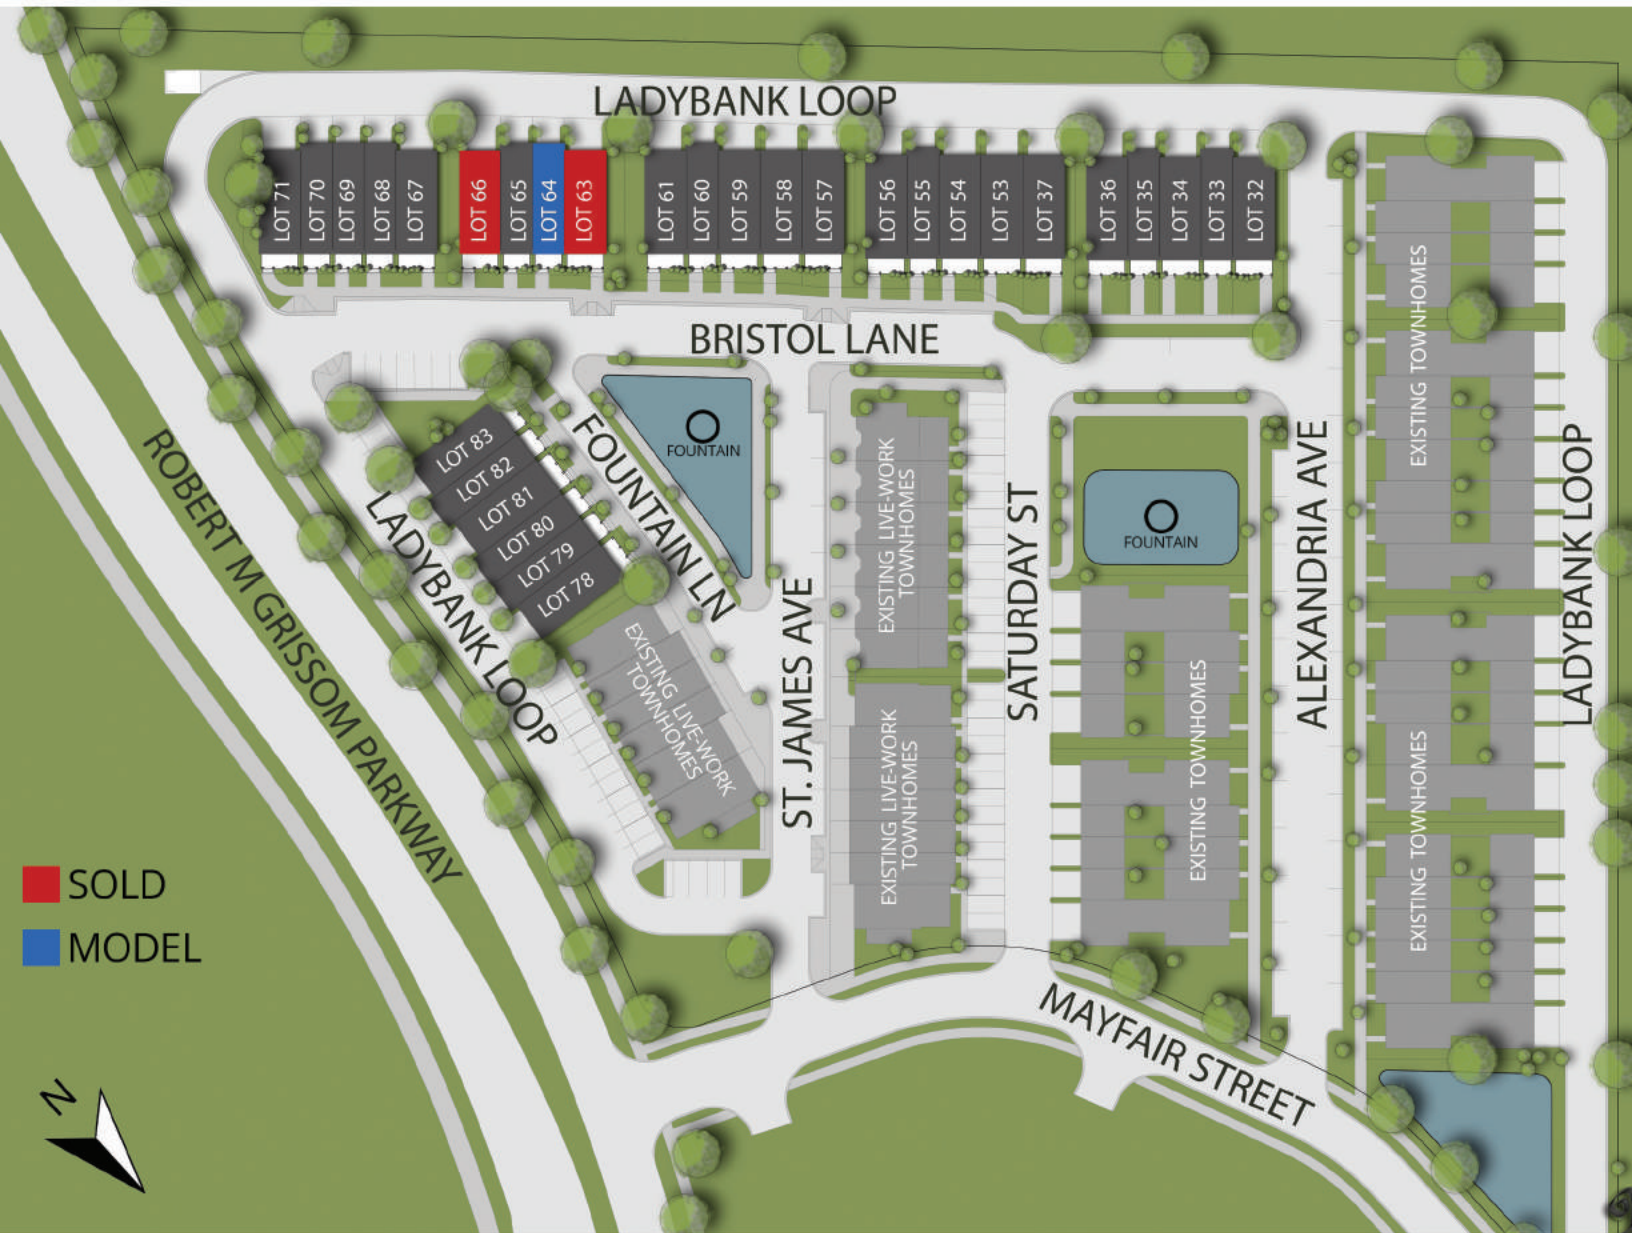 LADYBANK LOOP
LOT 71
LOT 70
LOT 69
LOT 68
LOT 67
LOT 66
LOT 65
LOT 64
LOT 63
LOT 61
LOT 60
LOT 59
LOT 58
LOT 57
LOT 56
LOT 55
LOT 54
LOT 53
LOT 37
LOT 36
LOT 35
LOT 34
LOT 33
LOT 32
BRISTOL LANE
LOT 83
LOT 82
LOT 81
LOT 80
LOT 79
LOT 78
FOUNTAIN LN
FOUNTAIN
FOUNTAIN
LADYBANK LOOP
ROBERT M GRISSOM PARKWAY
EXISTING LIVE-WORK
TOWNHOMES
ST. JAMES AVE
EXISTING LIVE-WORK
TOWNHOMES
EXISTING LIVE-WORK
TOWNHOMES
SATURDAY ST
EXISTING TOWNHOMES
ALEXANDRIA AVE
EXISTING TOWNHOMES
EXISTING TOWNHOMES
LADYBANK LOOP
MAYFAIR STREET
SOLD
MODEL
N